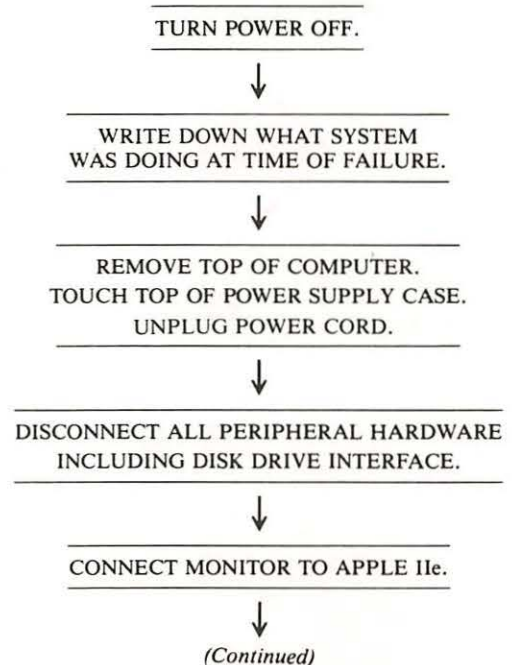 TURN POWER OFF.
WRITE DOWN WHAT SYSTEM
WAS DOING AT TIME OF FAILURE.
REMOVE TOP OF COMPUTER.
TOUCH TOP OF POWER SUPPLY CASE.
UNPLUG POWER CORD.
DISCONNECT ALL PERIPHERAL HARDWARE
INCLUDING DISK DRIVE INTERFACE.
CONNECT MONITOR TO APPLE IIe.
(Continued)